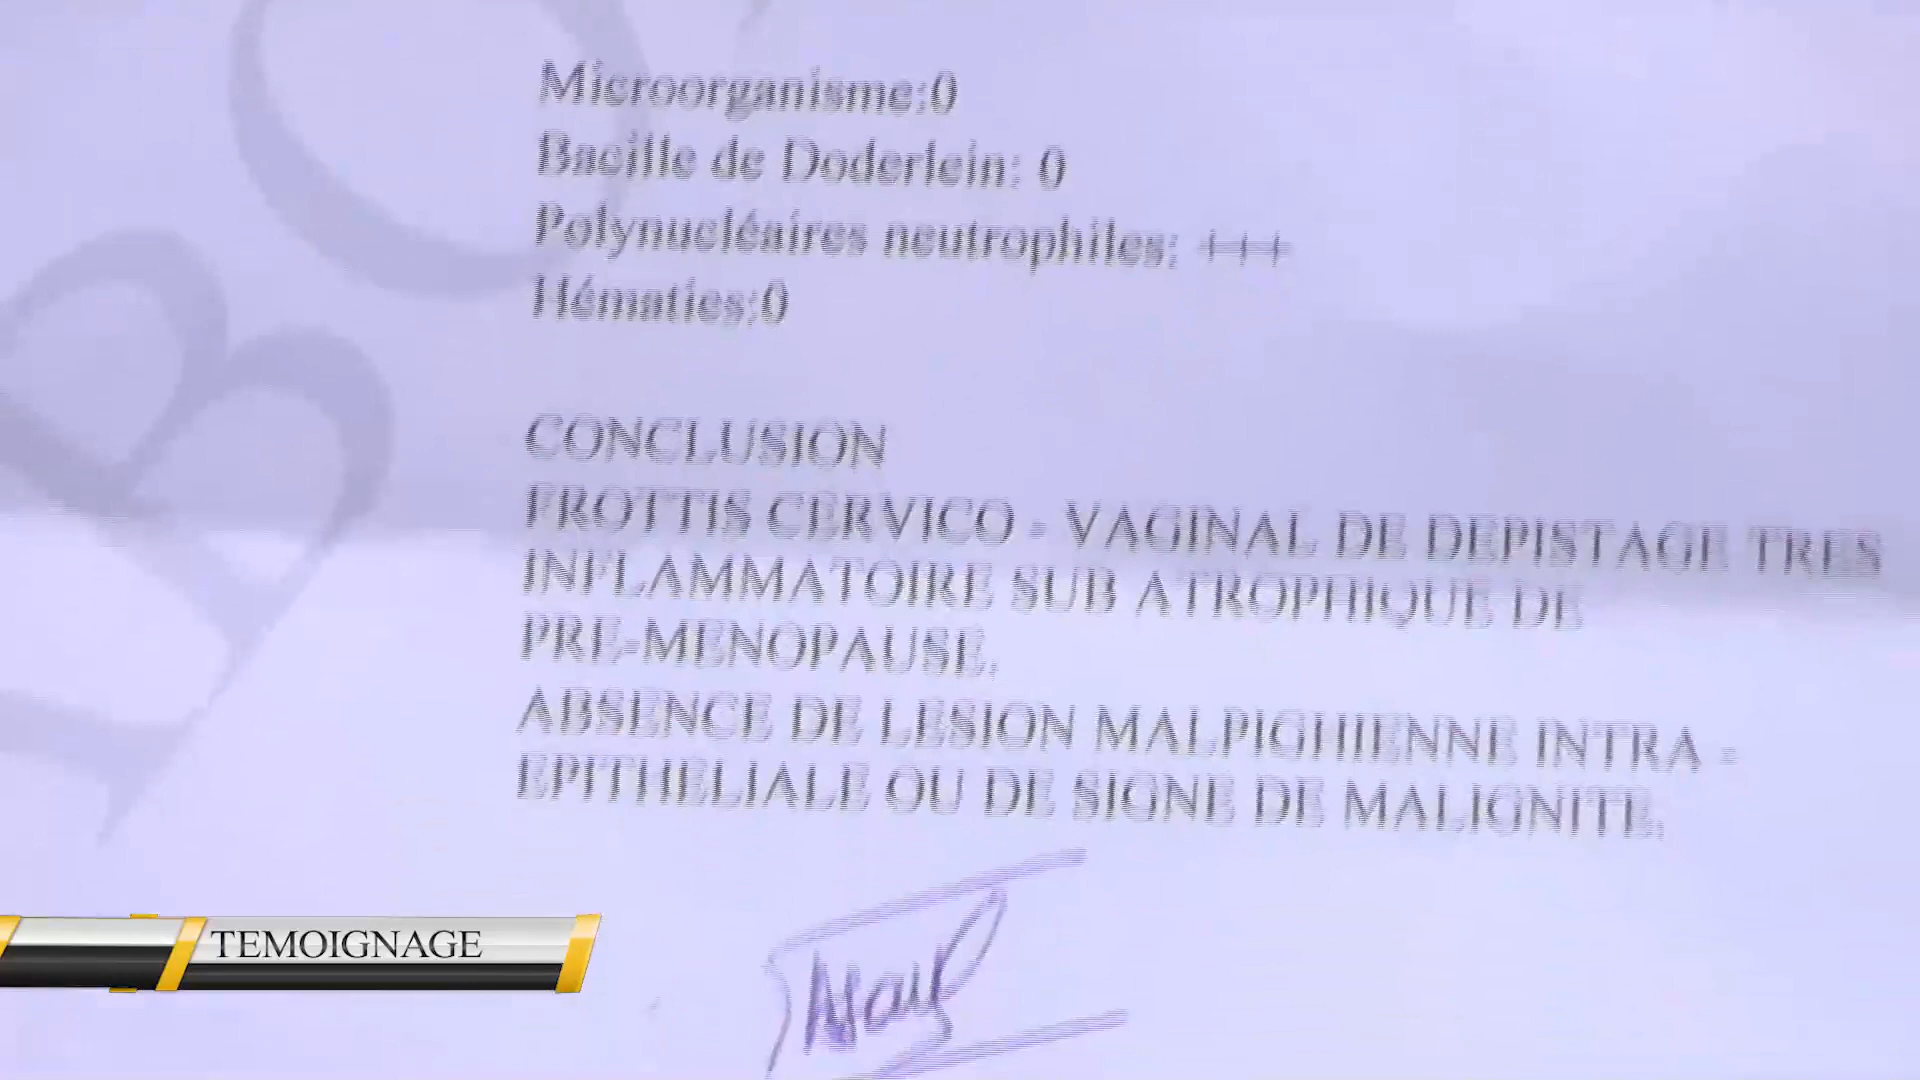 Microorganisme:0
Bacille de Doderlein: 0
Polynucléaires neutrophiles: +++
Hématies:0
CONCLUSION
FROTTIS CERVICO - VAGINAL DE DEPISTAGE TRES
INFLAMMATOIRE SUB ATROPHIQUE DE
PRE-MENOPAUSE.
ABSENCE DE LESION MALPIGHIENNE INTRA -
EPITHELIALE OU DE SIGNE DE MALIGNITE.
TEMOIGNAGE